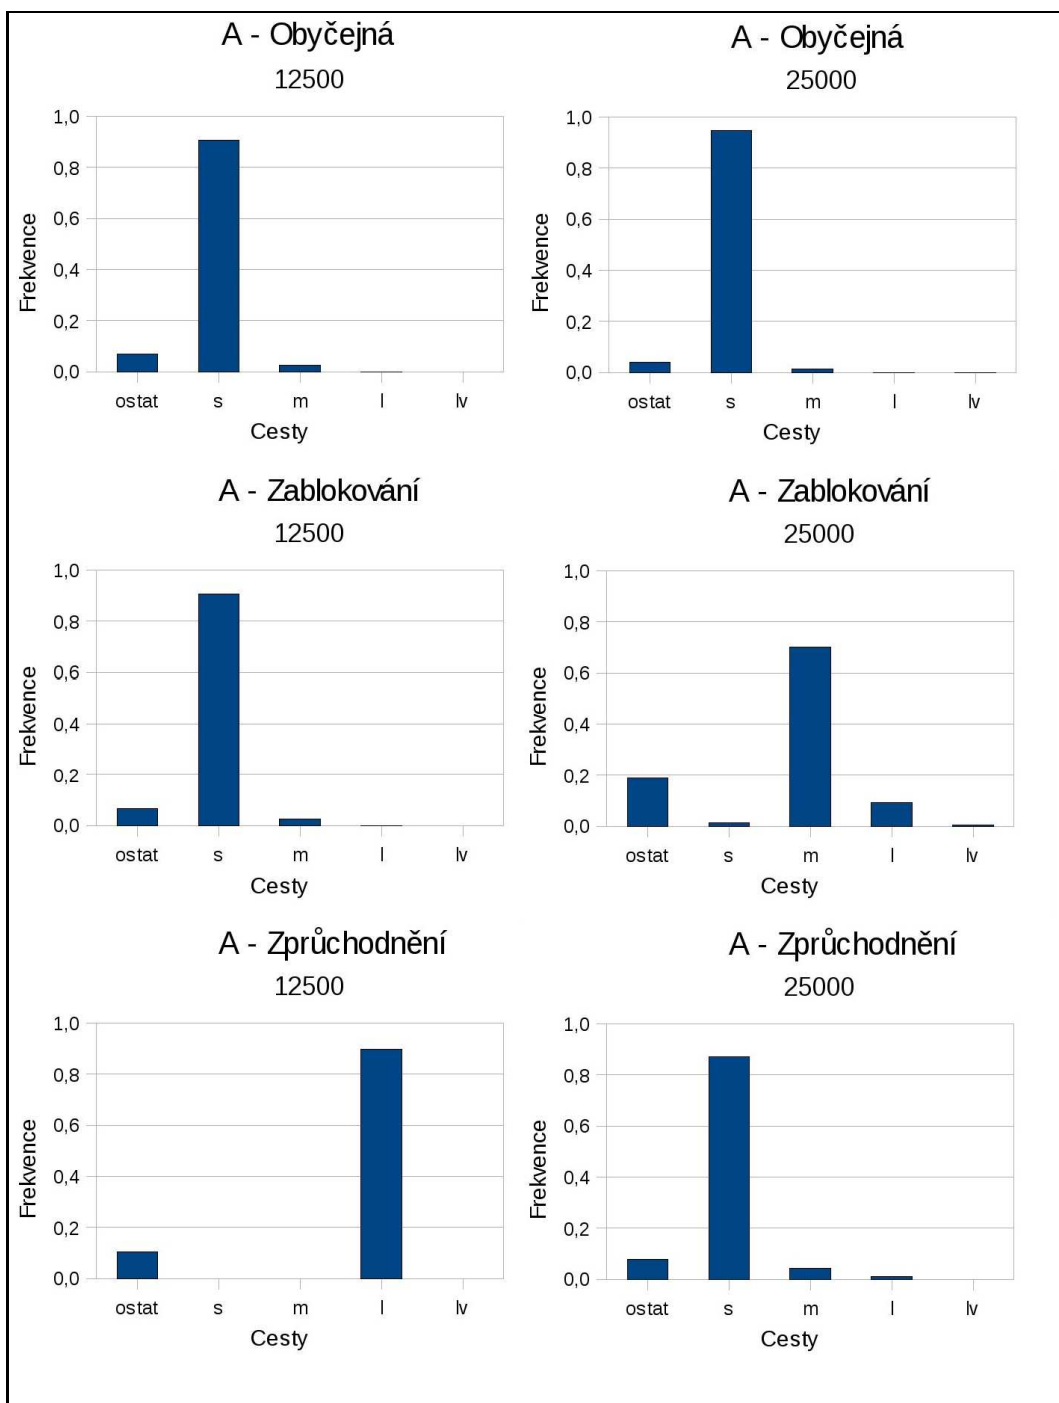 A - Obyčejná
12500
1,0
0,8
0,6
0,4
0,2
0,0
Frekvence
ostat s m l lv
Cesty
A - Obyčejná
25000
1,0
0,8
0,6
0,4
0,2
0,0
Frekvence
ostat s m l lv
Cesty
A - Zablokování
12500
1,0
0,8
0,6
0,4
0,2
0,0
Frekvence
ostat s m l lv
Cesty
A - Zablokování
25000
1,0
0,8
0,6
0,4
0,2
0,0
Frekvence
ostat s m l lv
Cesty
A - Zprůchodnění
12500
1,0
0,8
0,6
0,4
0,2
0,0
Frekvence
ostat s m l lv
Cesty
A - Zprůchodnění
25000
1,0
0,8
0,6
0,4
0,2
0,0
Frekvence
ostat s m l lv
Cesty